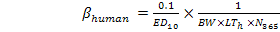 β_human = 0.1/ED_10 × 1/(BW×LT_h×N_365)